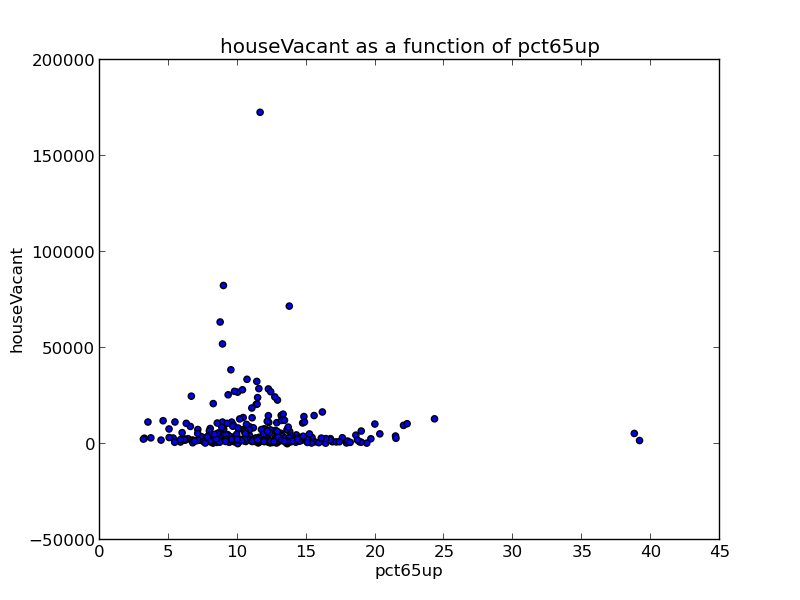 houseVacant as a function of pct65up
200000
150000
100000
50000
0
−50000
houseVacant
0 5 10 15 20 25 30 35 40 45
pct65up